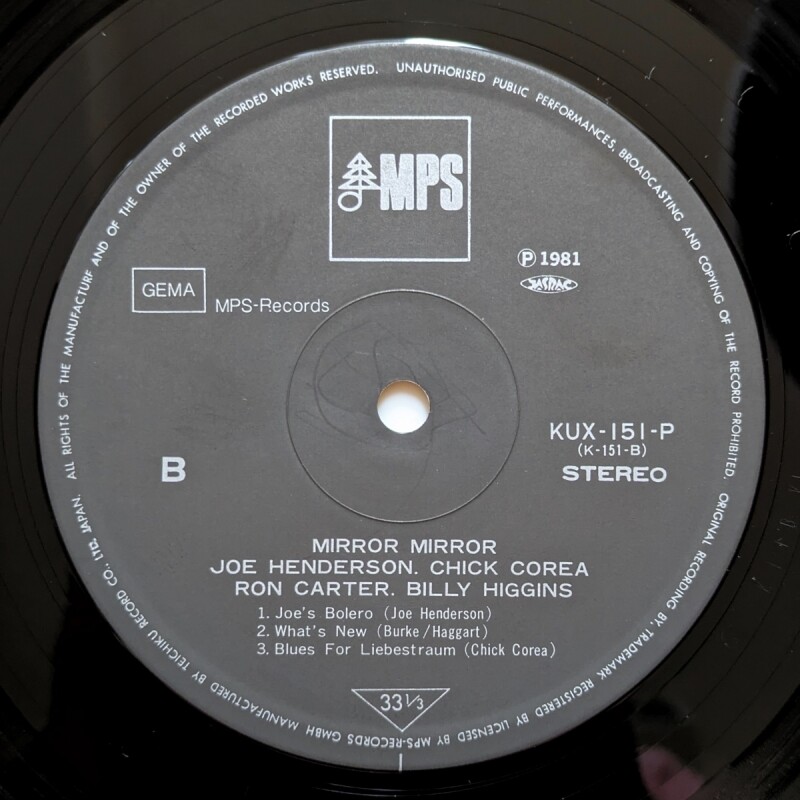 ALL RIGHTS OF THE MANUFACTURE AND OF THE OWNER OF THE RECORDED WORKS RESERVED. UNAUTHORISED PUBLIC PERFORMANCES, BROADCASTING AND COPYING OF THE RECORD PROHIBITED. ORIGINAL RECORDING BY, TRADEMARK REGISTERED BY, LICENSED BY MPS-RECORDS GMBH MANUFACTURED BY TEICHIKU RECORD CO., LTD. JAPAN.
MPS
℗ 1981
JASRAC
GEMA
MPS-Records
KUX-151-P
(K-151-B)
B
STEREO
MIRROR MIRROR
JOE HENDERSON. CHICK COREA
RON CARTER. BILLY HIGGINS
1. Joe's Bolero (Joe Henderson)
2. What's New (Burke/Haggart)
3. Blues For Liebestraum (Chick Corea)
33 1/3